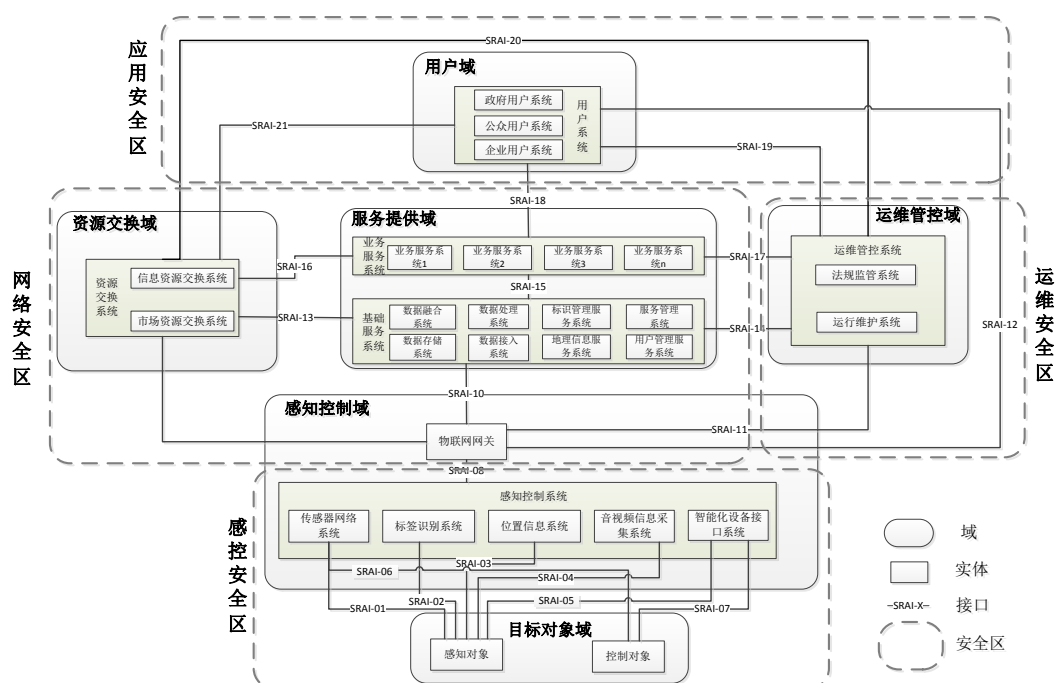 SRAI-20
应用安全区
用户域
政府用户系统
公众用户系统
企业用户系统
用户系统
SRAI-21
SRAI-19
SRAI-18
网络安全区
资源交换域
资源
交换
系统
信息资源交换系统
市场资源交换系统
SRAI-16
SRAI-13
服务提供域
业务
服务
系统
业务服务系
统1
业务服务系
统2
业务服务系
统3
业务服务系
统n
SRAI-17
SRAI-15
基础
服务
系统
数据融合
系统
数据处理
系统
标识管理服
务系统
服务管理
系统
数据存储
系统
数据接入
系统
地理信息服
务系统
用户管理服
务系统
SRAI-14
运维管控域
运维管控系统
法规监管系统
运行维护系统
SRAI-12
运维安全区
SRAI-10
感知控制域
物联网网关
SRAI-11
SRAI-08
感控安全区
感知控制系统
传感器网络
系统
标签识别系统
位置信息系统
音视频信息采
集系统
智能化设备接
口系统
SRAI-03
SRAI-06
SRAI-04
SRAI-02
SRAI-05
SRAI-01
SRAI-07
目标对象域
感知对象
控制对象
域
实体
SRAI-X
接口
安全区